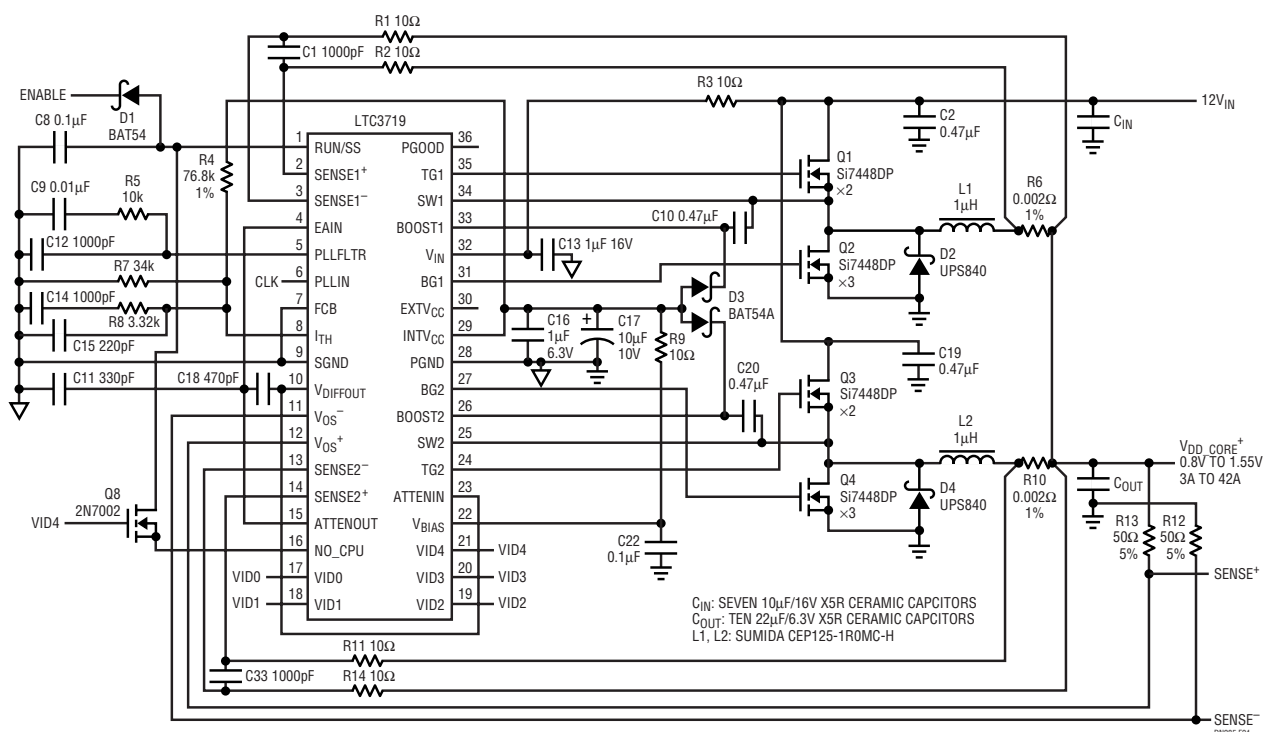 R1 10Ω
C1 1000pF
R2 10Ω
ENABLE
D1
BAT54
R3 10Ω
12VIN
C8 0.1µF
LTC3719
C2
0.47µF
CIN
R4
76.8k
1%
C9 0.01µF
R5
10k
C12 1000pF
R7 34k
CLK
C14 1000pF
R8 3.32k
C15 220pF
C11 330pF
C18 470pF
1 RUN/SS
2 SENSE1+
3 SENSE1−
4 EAIN
5 PLLFLTR
6 PLLIN
7 FCB
8 ITH
9 SGND
10 VDIFFOUT
11 VOS−
12 VOS+
13 SENSE2−
14 SENSE2+
15 ATTENOUT
16 NO_CPU
17 VID0
18 VID1
PGOOD 36
TG1 35
SW1 34
BOOST1 33
VIN 32
BG1 31
EXTVCC 30
INTVCC 29
PGND 28
BG2 27
BOOST2 26
SW2 25
TG2 24
ATTENIN 23
VBIAS 22
VID4 21
VID3 20
VID2 19
Q8
2N7002
VID4
VID0
VID1
VID4
VID3
VID2
Q1
Si7448DP
×2
C10 0.47µF
C13 1µF 16V
Q2
Si7448DP
×3
L1
1µH
R6
0.002Ω
1%
D2
UPS840
D3
BAT54A
C16
1µF
6.3V
+
C17
10µF
10V
R9
10Ω
C20
0.47µF
C19
0.47µF
Q3
Si7448DP
×2
L2
1µH
R10
0.002Ω
1%
Q4
Si7448DP
×3
D4
UPS840
VDD_CORE+
0.8V TO 1.55V
3A TO 42A
COUT
R13
50Ω
5%
R12
50Ω
5%
C22
0.1µF
SENSE+
CIN: SEVEN 10µF/16V X5R CERAMIC CAPCITORS
COUT: TEN 22µF/6.3V X5R CERAMIC CAPCITORS
L1, L2: SUMIDA CEP125-1R0MC-H
R11 10Ω
C33 1000pF
R14 10Ω
SENSE−